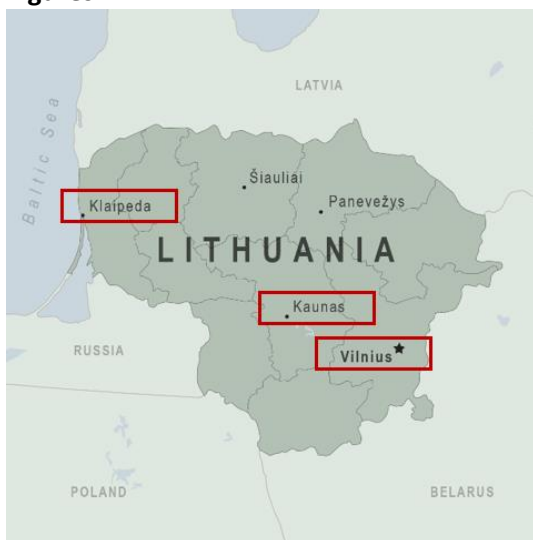 LATVIA
Baltic Sea
Šiauliai
Klaipeda
Panevežys
LITHUANIA
Kaunas
RUSSIA
Vilnius
POLAND
BELARUS